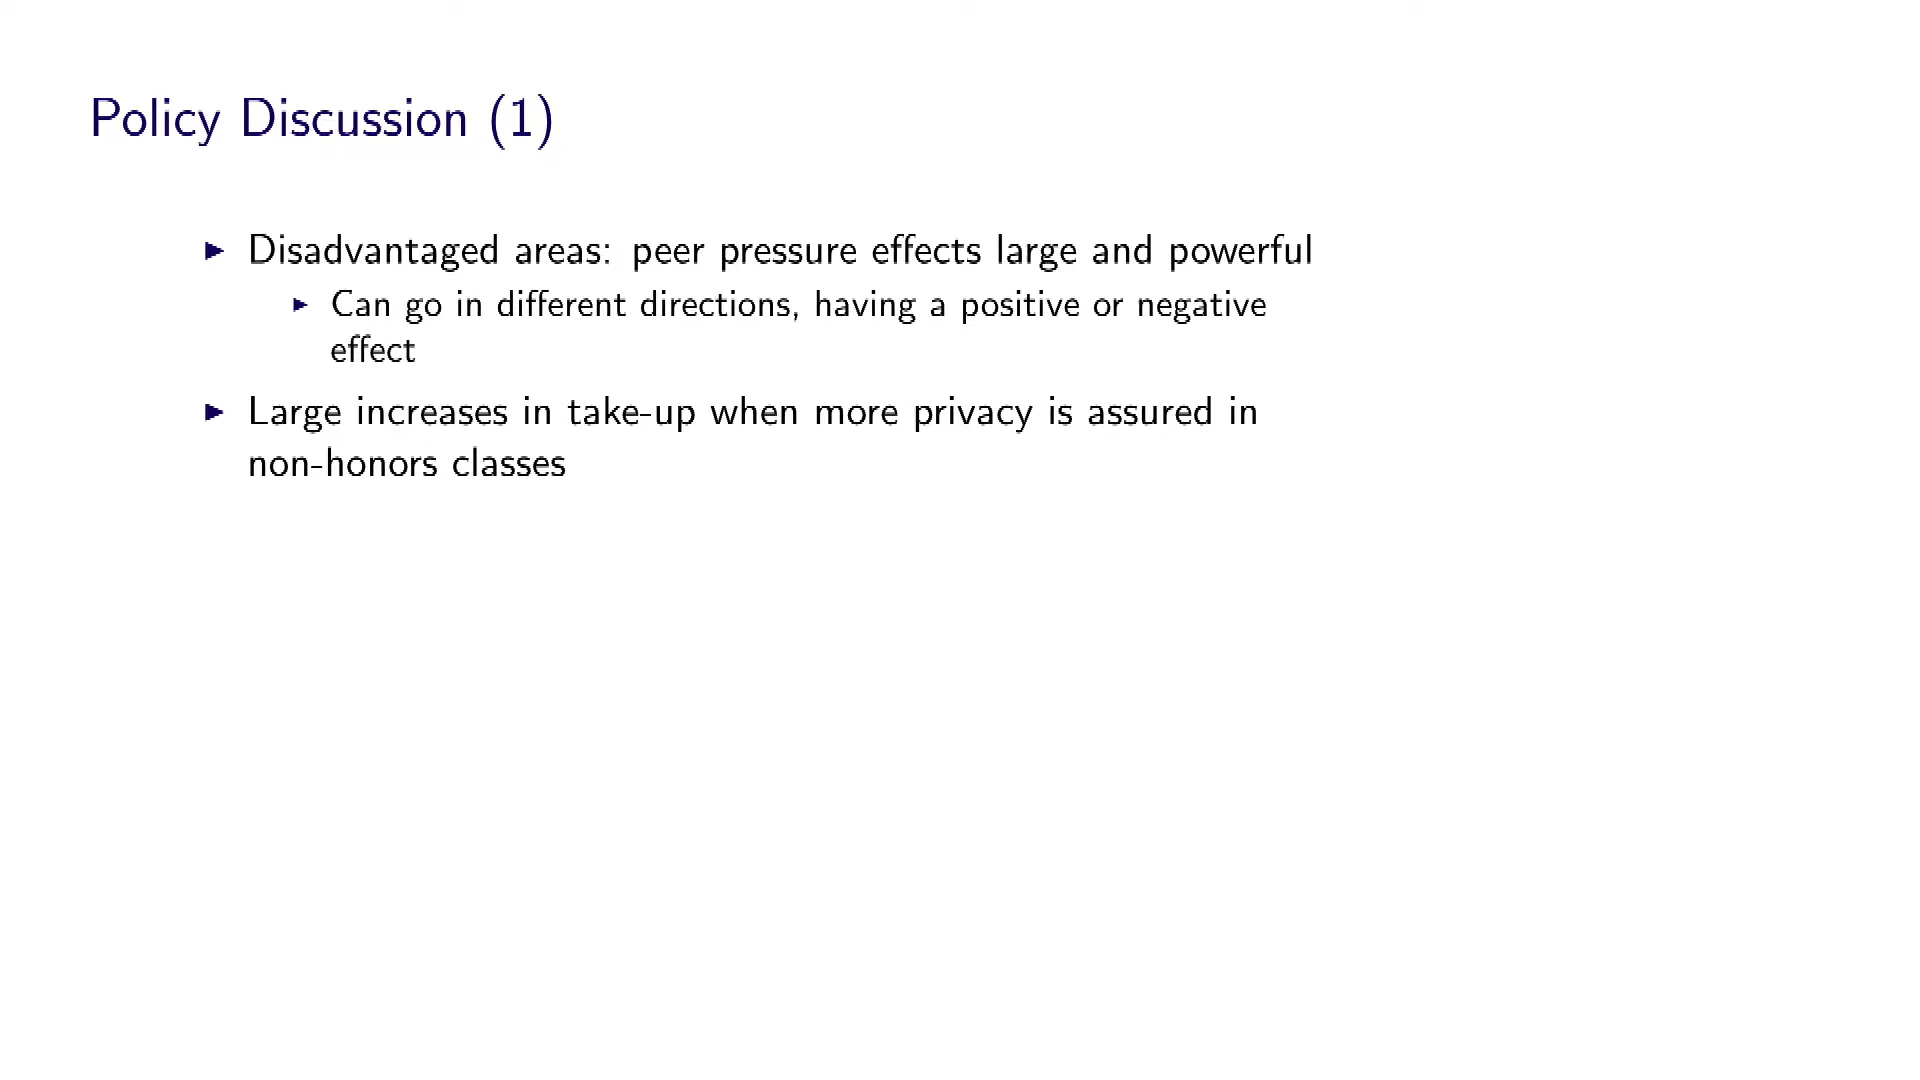 Policy Discussion (1)
Disadvantaged areas: peer pressure effects large and powerful
Can go in different directions, having a positive or negative
effect
Large increases in take-up when more privacy is assured in
non-honors classes